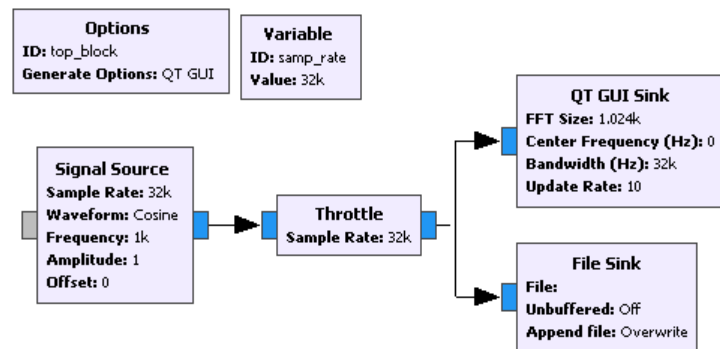 Options
ID: top_block
Generate Options: QT GUI
Variable
ID: samp_rate
Value: 32k
Signal Source
Sample Rate: 32k
Waveform: Cosine
Frequency: 1k
Amplitude: 1
Offset: 0
Throttle
Sample Rate: 32k
QT GUI Sink
FFT Size: 1.024k
Center Frequency (Hz): 0
Bandwidth (Hz): 32k
Update Rate: 10
File Sink
File:
Unbuffered: Off
Append file: Overwrite